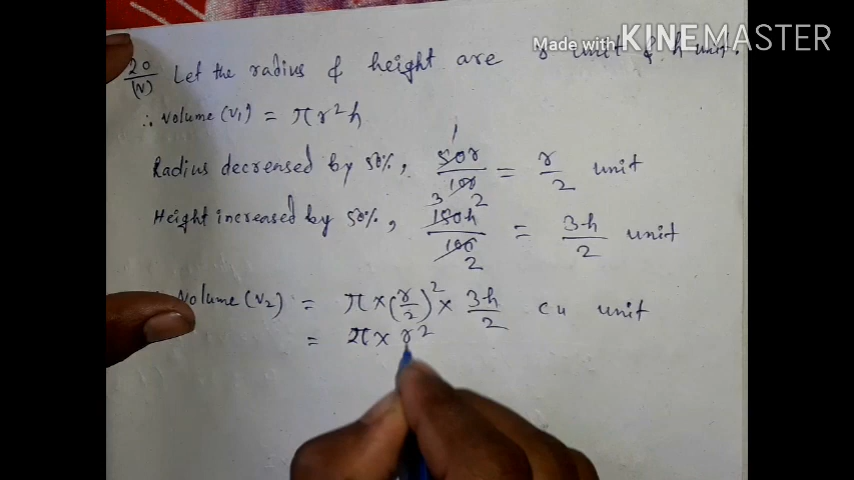 Made with KINEMASTER
20/(N) Let the radius & height are r unit & h unit.
∴ Volume (V₁) = πr²h
Radius decreased by 50%, 50r/100 = r/2 unit
Height increased by 50%, 150h/100 = 3h/2 unit
Volume (V₂) = π × (r/2)² × 3h/2 cu unit
= π × r²